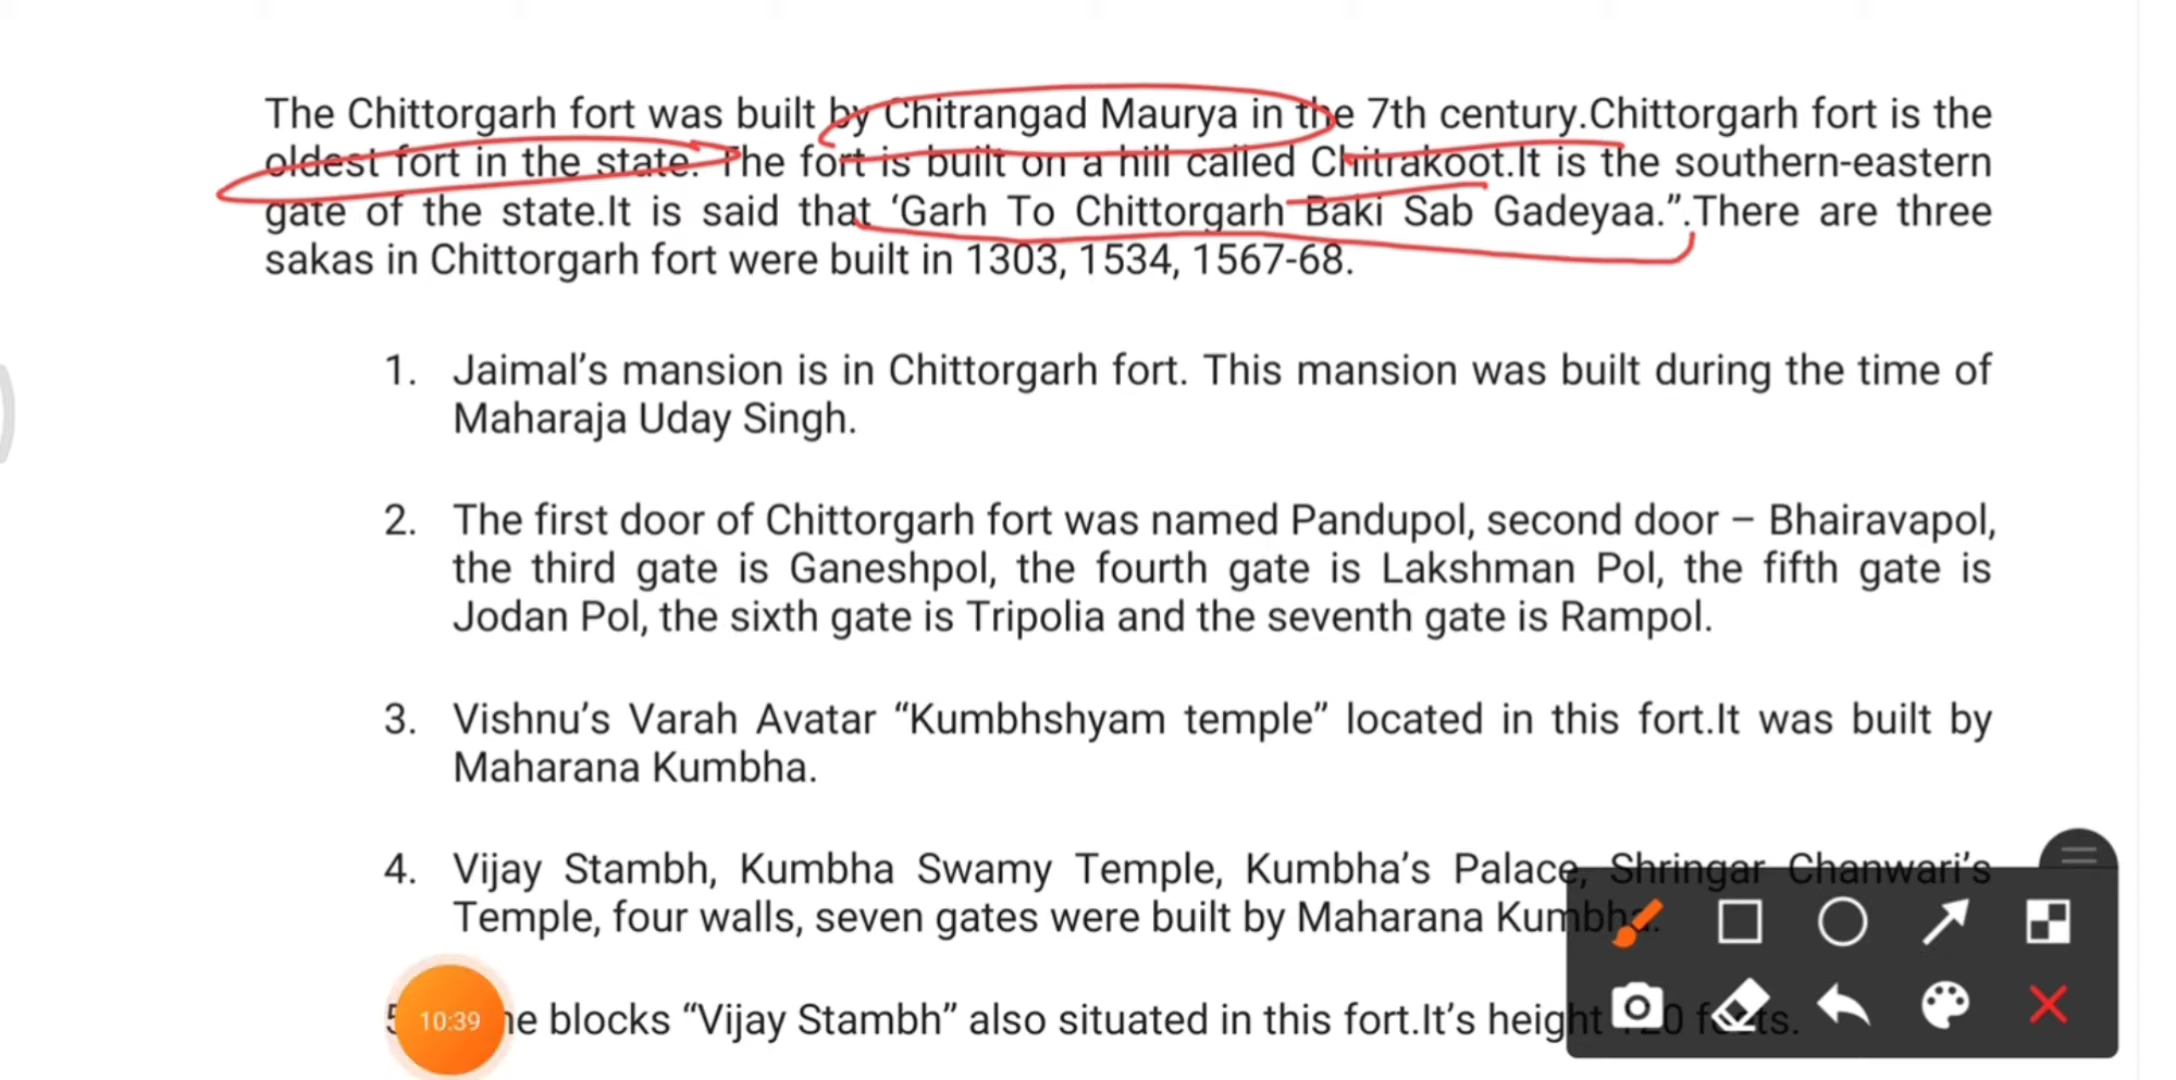 The Chittorgarh fort was built by Chitrangad Maurya in the 7th century.Chittorgarh fort is the
oldest fort in the state. The fort is built on a hill called Chitrakoot.It is the southern-eastern
gate of the state.It is said that ‘Garh To Chittorgarh Baki Sab Gadeyaa.”.There are three
sakas in Chittorgarh fort were built in 1303, 1534, 1567-68.
1. Jaimal’s mansion is in Chittorgarh fort. This mansion was built during the time of
Maharaja Uday Singh.
2. The first door of Chittorgarh fort was named Pandupol, second door – Bhairavapol,
the third gate is Ganeshpol, the fourth gate is Lakshman Pol, the fifth gate is
Jodan Pol, the sixth gate is Tripolia and the seventh gate is Rampol.
3. Vishnu’s Varah Avatar “Kumbhshyam temple” located in this fort.It was built by
Maharana Kumbha.
4. Vijay Stambh, Kumbha Swamy Temple, Kumbha’s Palace, Shringar Chanwari’s
Temple, four walls, seven gates were built by Maharana Kumbha.
10:39
blocks “Vijay Stambh” also situated in this fort.It’s height